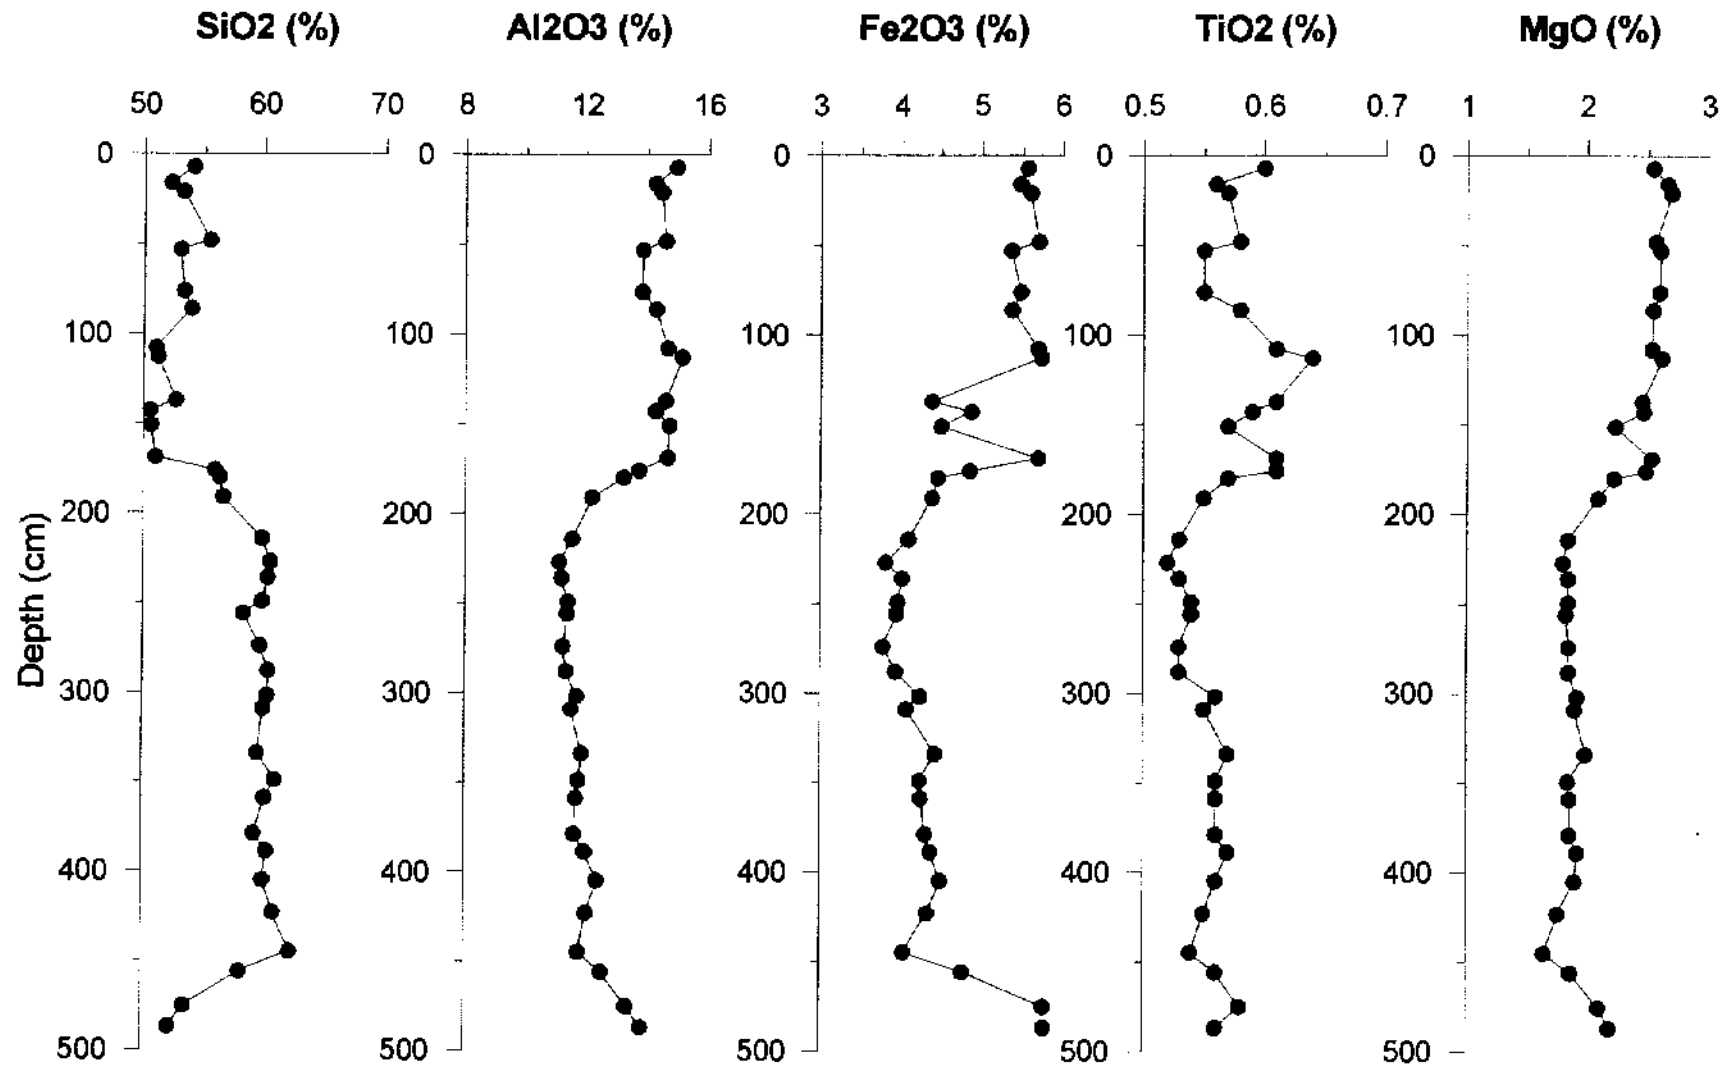 SiO2 (%) Al2O3 (%) Fe2O3 (%) TiO2 (%) MgO (%)
50 60 70 8 12 16 3 4 5 6 0.5 0.6 0.7 1 2 3
0 0 0 0 0
100 100 100 100 100
200 200 200 200 200
300 300 300 300 300
400 400 400 400 400
500 500 500 500 500
Depth (cm)